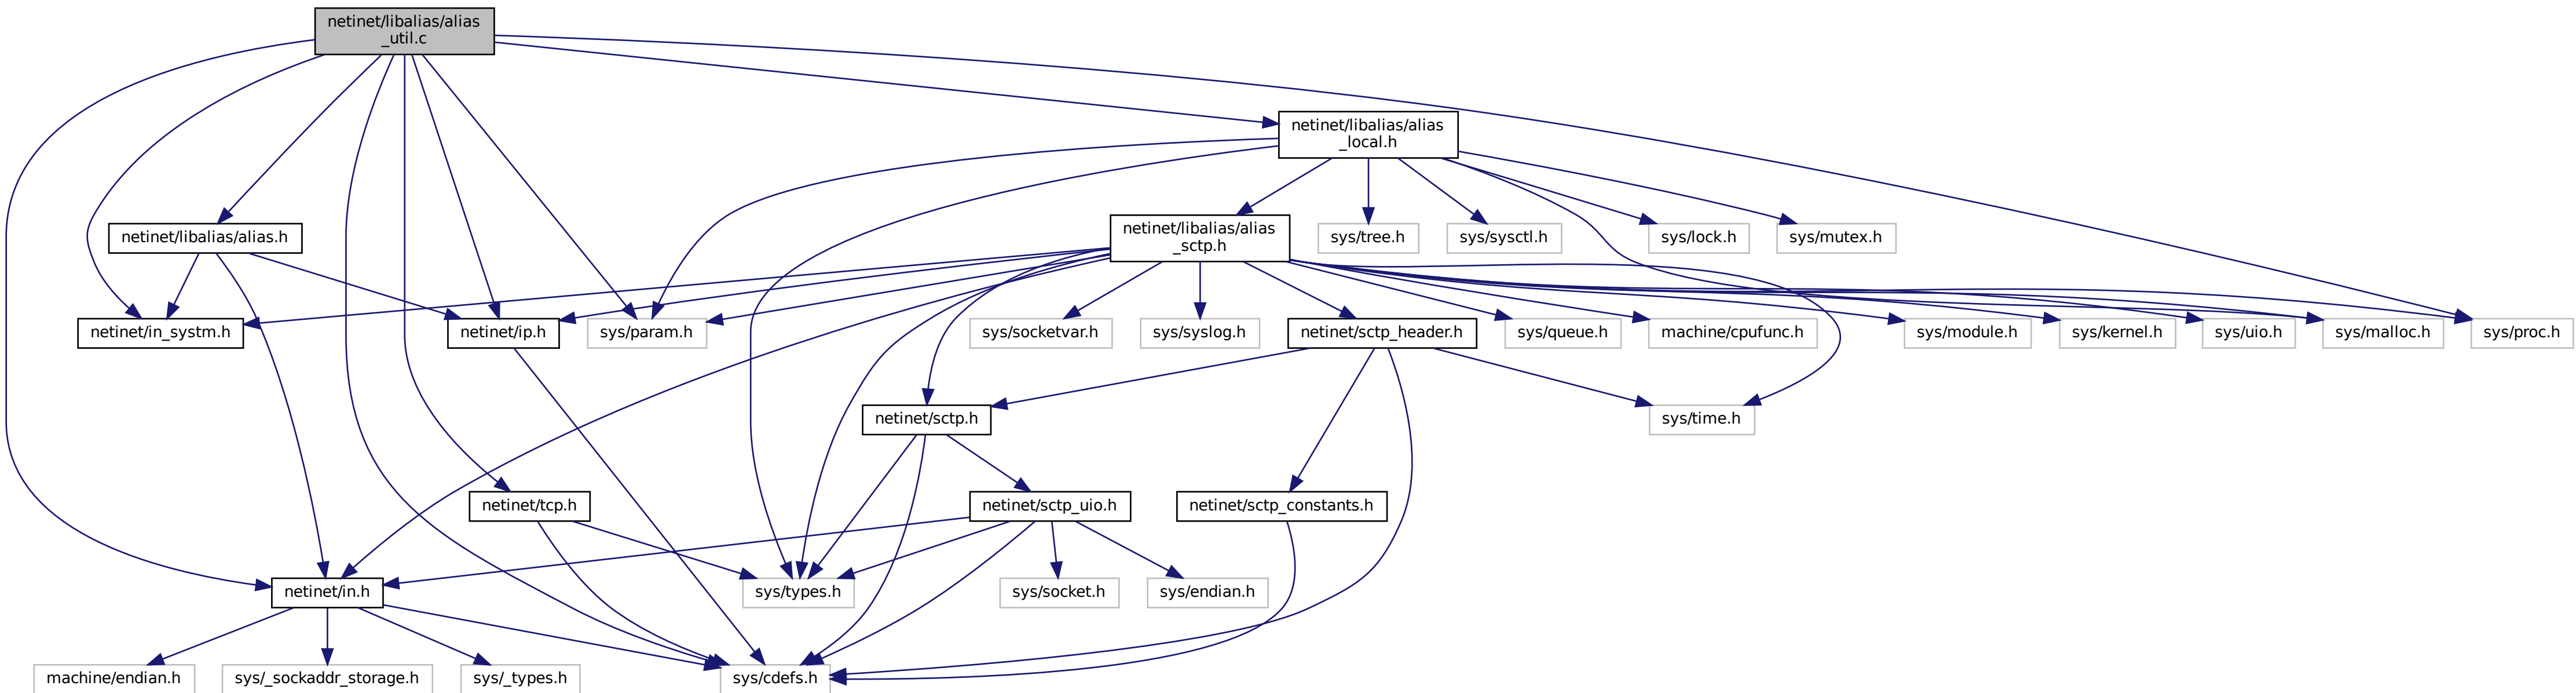 netinet/libalias/alias
_util.c
netinet/libalias/alias
_local.h
netinet/libalias/alias.h
netinet/libalias/alias
_sctp.h
sys/tree.h
sys/sysctl.h
sys/lock.h
sys/mutex.h
netinet/in_systm.h
netinet/ip.h
sys/param.h
sys/socketvar.h
sys/syslog.h
netinet/sctp_header.h
sys/queue.h
machine/cpufunc.h
sys/module.h
sys/kernel.h
sys/uio.h
sys/malloc.h
sys/proc.h
netinet/sctp.h
sys/time.h
netinet/tcp.h
netinet/sctp_uio.h
netinet/sctp_constants.h
netinet/in.h
sys/types.h
sys/socket.h
sys/endian.h
machine/endian.h
sys/_sockaddr_storage.h
sys/_types.h
sys/cdefs.h